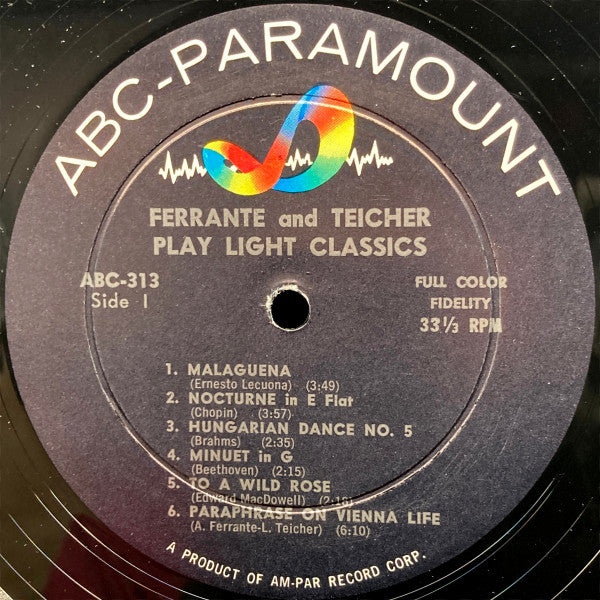 ABC-PARAMOUNT
FERRANTE and TEICHER
PLAY LIGHT CLASSICS
ABC-313
Side 1
FULL COLOR
FIDELITY
33⅓ RPM
1. MALAGUENA
(Ernesto Lecuona) (3:49)
2. NOCTURNE in E Flat
(Chopin) (3:57)
3. HUNGARIAN DANCE NO. 5
(Brahms) (2:35)
4. MINUET in G
(Beethoven) (2:15)
5. TO A WILD ROSE
(Edward MacDowell)
6. PARAPHRASE ON VIENNA LIFE
(A. Ferrante-L. Teicher) (6:10)
A PRODUCT OF AM-PAR RECORD CORP.